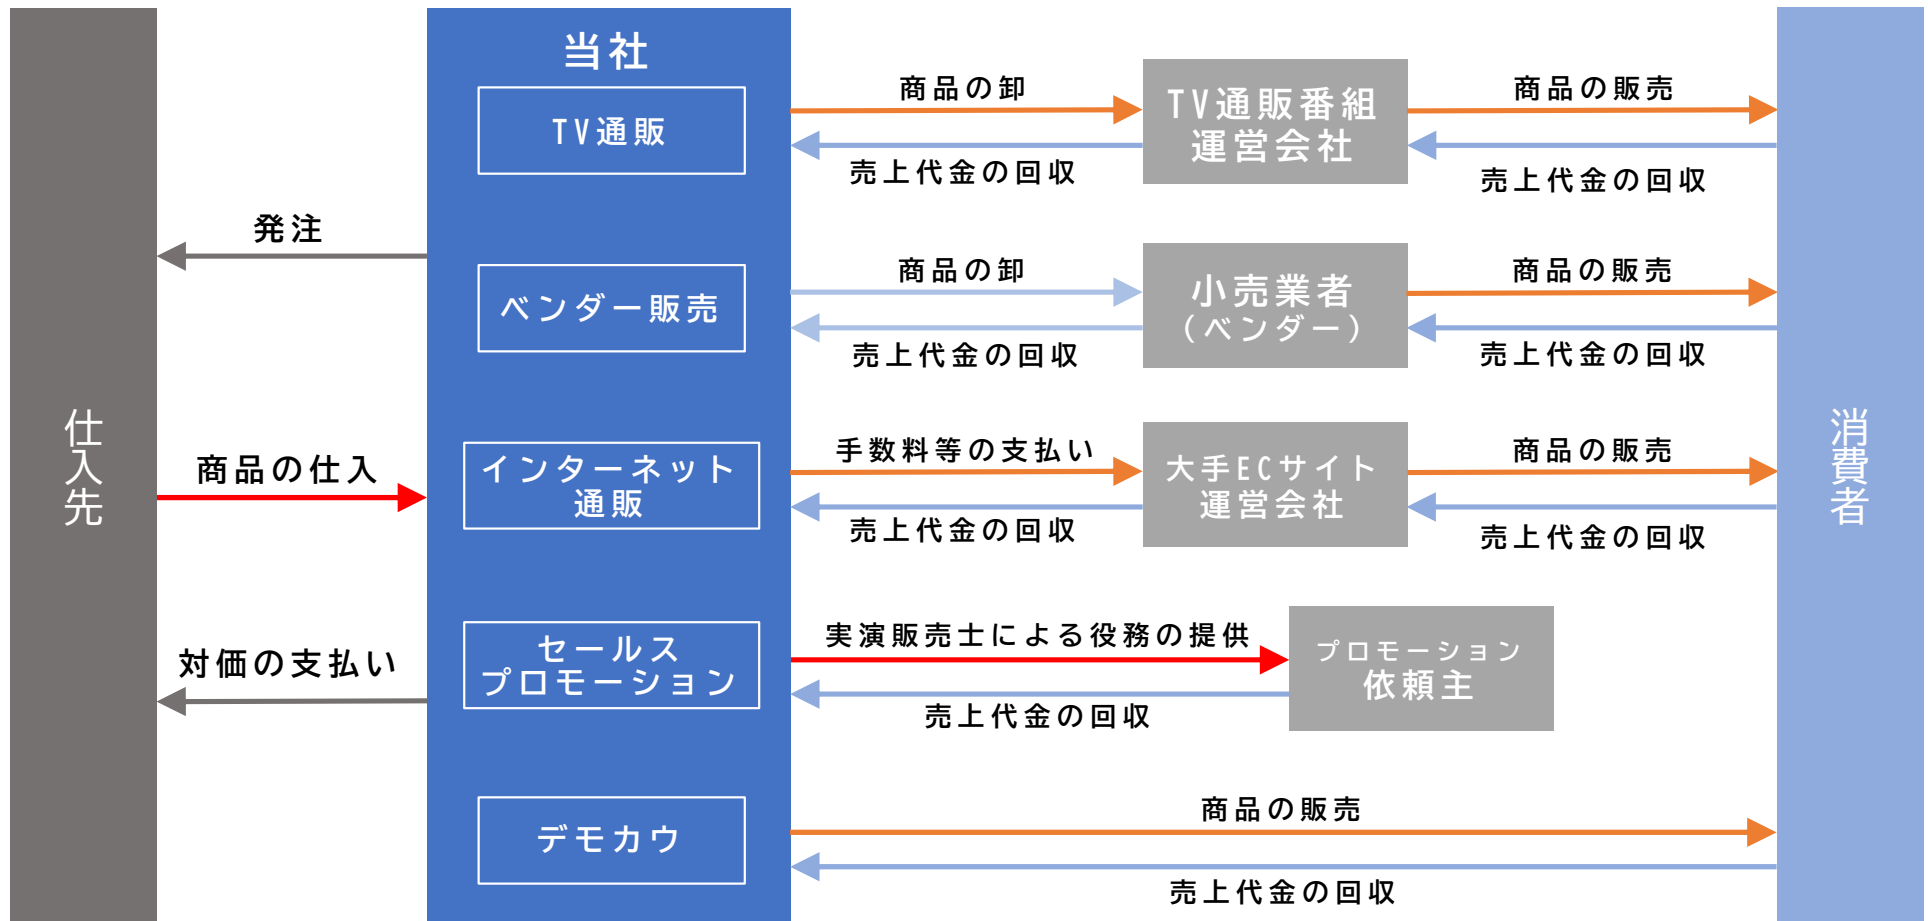 当社
TV通販
商品の卸
売上代金の回収
TV通販番組
運営会社
商品の販売
売上代金の回収
発注
ベンダー販売
商品の卸
売上代金の回収
小売業者
（ベンダー）
商品の販売
売上代金の回収
仕入先
商品の仕入
インターネット
通販
手数料等の支払い
売上代金の回収
大手ECサイト
運営会社
商品の販売
売上代金の回収
消費者
対価の支払い
セールス
プロモーション
実演販売士による役務の提供
売上代金の回収
プロモーション
依頼主
デモカウ
商品の販売
売上代金の回収